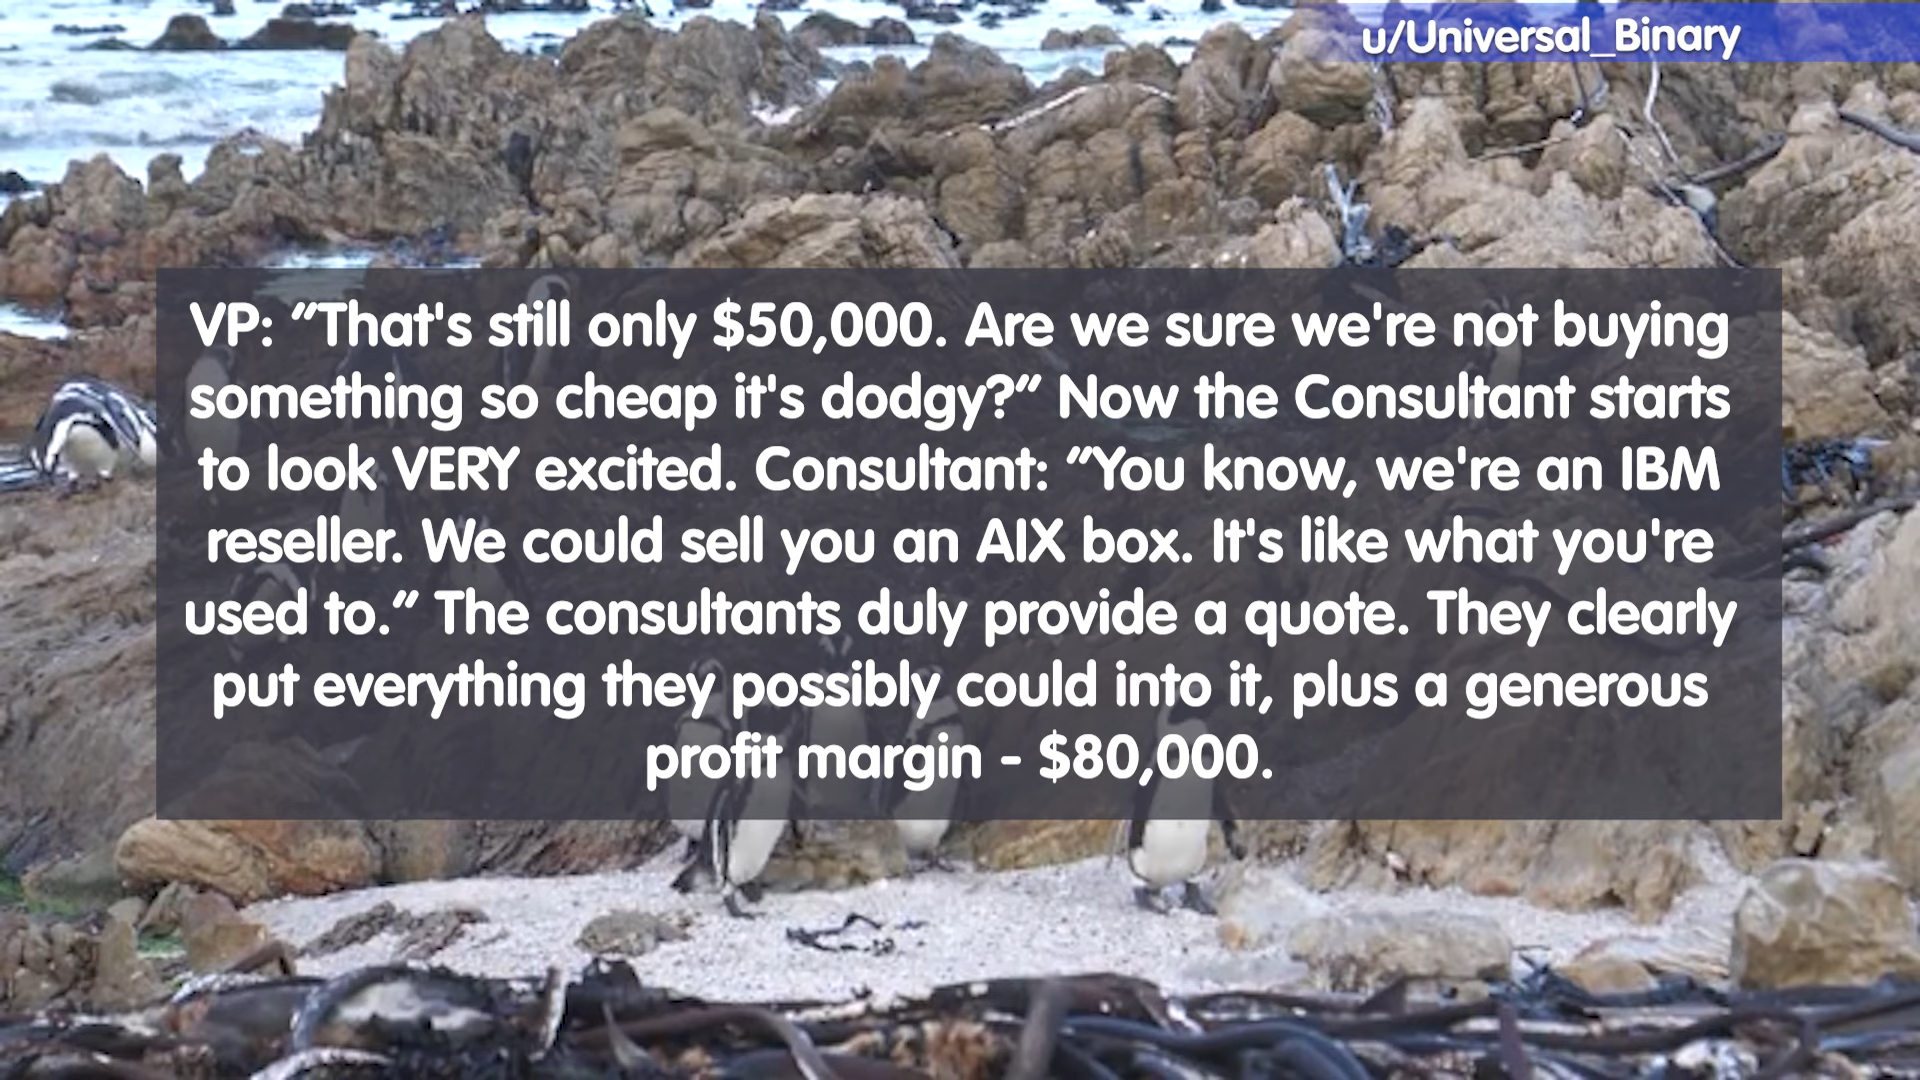 u/Universal_Binary
VP: "That's still only $50,000. Are we sure we're not buying
something so cheap it's dodgy?" Now the Consultant starts
to look VERY excited. Consultant: "You know, we're an IBM
reseller. We could sell you an AIX box. It's like what you're
used to." The consultants duly provide a quote. They clearly
put everything they possibly could into it, plus a generous
profit margin - $80,000.